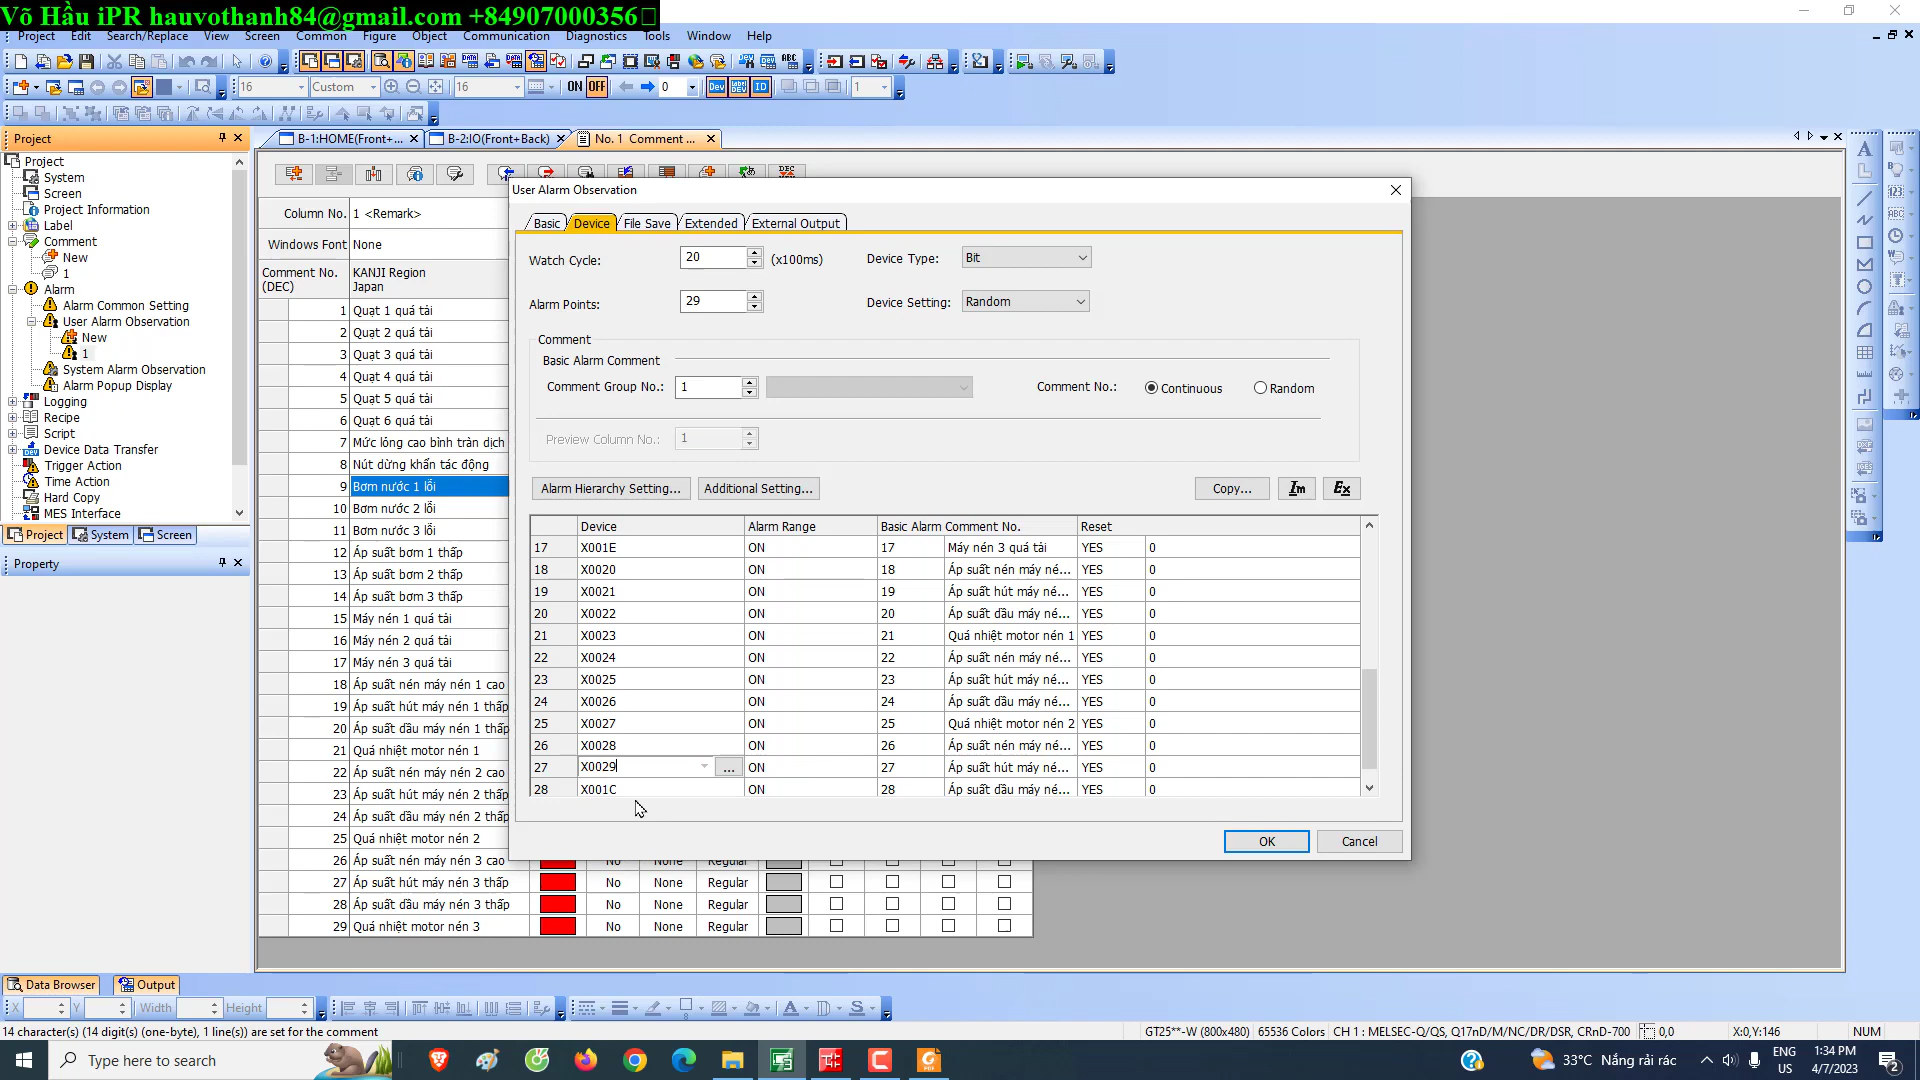 Võ Hầu iPR hauvothanh84@gmail.com +84907000356
Project Edit Search/Replace View Screen Common Figure Object Communication Diagnostics Tools Window Help
16 Custom 16 ON OFF 0 Dev ID 1
Project
B-1:HOME(Front+... B-2:IO(Front+Back) No. 1 Comment ...
Project
System
Screen
Project Information
Label
Comment
New
1
Alarm
Alarm Common Setting
User Alarm Observation
New
1
System Alarm Observation
Alarm Popup Display
Logging
Recipe
Script
Device Data Transfer
Trigger Action
Time Action
Hard Copy
MES Interface
Project System Screen
Property
Column No. 1 <Remark>
Windows Font None
Comment No. (DEC) KANJI Region Japan
1 Quạt 1 quá tải
2 Quạt 2 quá tải
3 Quạt 3 quá tải
4 Quạt 4 quá tải
5 Quạt 5 quá tải
6 Quạt 6 quá tải
7 Mức lỏng cao bình tràn dịch
8 Nút dừng khẩn tác động
9 Bơm nước 1 lỗi
10 Bơm nước 2 lỗi
11 Bơm nước 3 lỗi
12 Áp suất bơm 1 thấp
13 Áp suất bơm 2 thấp
14 Áp suất bơm 3 thấp
15 Máy nén 1 quá tải
16 Máy nén 2 quá tải
17 Máy nén 3 quá tải
18 Áp suất nén máy nén 1 cao
19 Áp suất hút máy nén 1 thấp
20 Áp suất dầu máy nén 1 thấp
21 Quá nhiệt motor nén 1
22 Áp suất nén máy nén 2 cao
23 Áp suất hút máy nén 2 thấp
24 Áp suất dầu máy nén 2 thấp
25 Quá nhiệt motor nén 2
26 Áp suất nén máy nén 3 cao No None Regular
27 Áp suất hút máy nén 3 thấp No None Regular
28 Áp suất dầu máy nén 3 thấp No None Regular
29 Quá nhiệt motor nén 3 No None Regular
User Alarm Observation
Basic Device File Save Extended External Output
Watch Cycle: 20 (x100ms) Device Type: Bit
Alarm Points: 29 Device Setting: Random
Comment
Basic Alarm Comment
Comment Group No.: 1 Comment No.: Continuous Random
Preview Column No.: 1
Alarm Hierarchy Setting... Additional Setting... Copy... Im Ex
Device Alarm Range Basic Alarm Comment No. Reset
17 X001E ON 17 Máy nén 3 quá tải YES 0
18 X0020 ON 18 Áp suất nén máy né... YES 0
19 X0021 ON 19 Áp suất hút máy né... YES 0
20 X0022 ON 20 Áp suất dầu máy né... YES 0
21 X0023 ON 21 Quá nhiệt motor nén 1 YES 0
22 X0024 ON 22 Áp suất nén máy né... YES 0
23 X0025 ON 23 Áp suất hút máy né... YES 0
24 X0026 ON 24 Áp suất dầu máy né... YES 0
25 X0027 ON 25 Quá nhiệt motor nén 2 YES 0
26 X0028 ON 26 Áp suất nén máy né... YES 0
27 X0029 ... ON 27 Áp suất hút máy né... YES 0
28 X001C ON 28 Áp suất dầu máy né... YES 0
OK Cancel
Data Browser Output
X Y Width Height
14 character(s) (14 digit(s) (one-byte), 1 line(s)) are set for the comment GT25**-W (800x480) 65536 Colors CH 1 : MELSEC-Q/QS, Q17nD/M/NC/DR/DSR, CRnD-700 0,0 X:0,Y:146 NUM
Type here to search 33°C Nắng rải rác ENG US 1:34 PM 4/7/2023 2